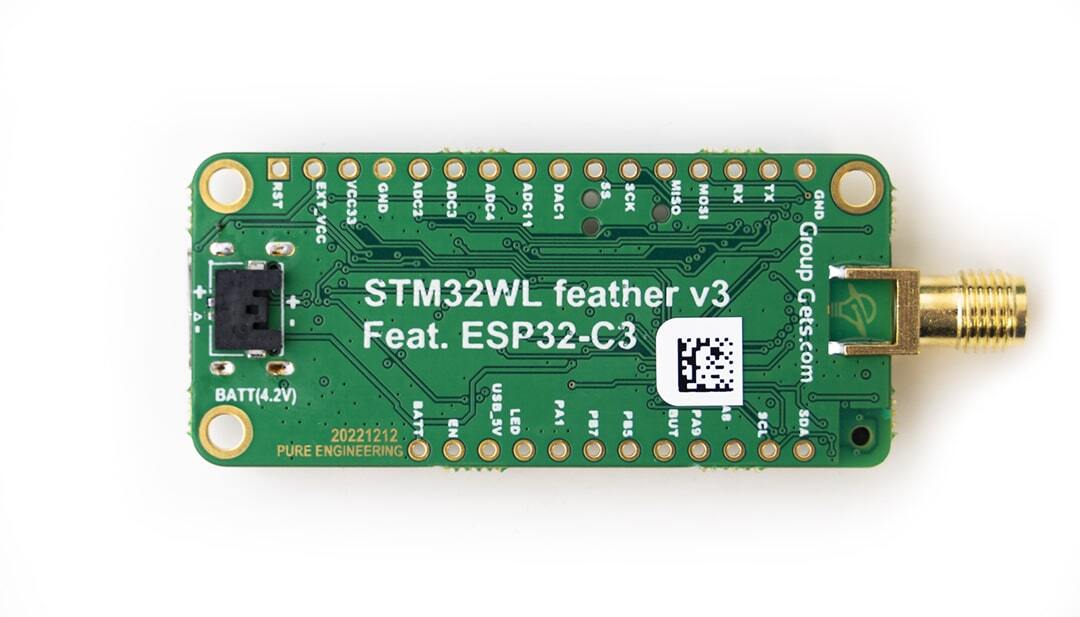 RST
EXT_VCC
VCC33
GND
ADC2
ADC3
ADC4
ADC11
DAC1
SS
SCK
MISO
MOSI
RX
TX
GND
STM32WL feather v3
Feat. ESP32-C3
Group Gets.com
+
-
+
-
BATT(4.2V)
20221212
PURE ENGINEERING
BATT
EN
USB_5V
LED
PA1
PB7
PB5
BUT
PA9
A8
SCL
SDA